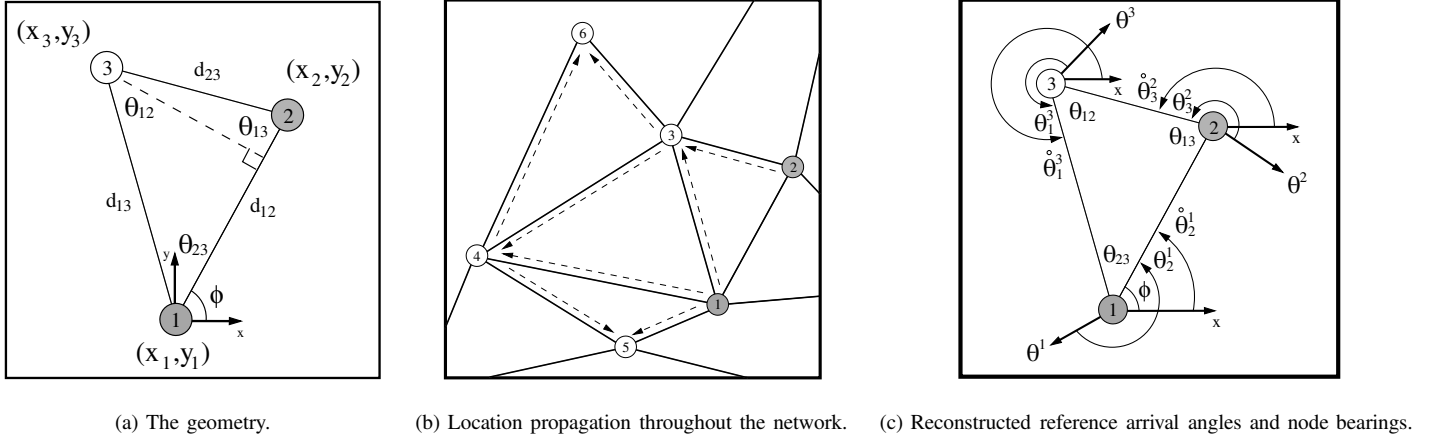 (x₃,y₃)
3
d₂₃
(x₂,y₂)
θ₁₂
θ₁₃
2
d₁₃
d₁₂
θ₂₃
y
ϕ
1
x
(x₁,y₁)
(a) The geometry.
6
3
2
4
1
5
(b) Location propagation throughout the network.
θ³
3
x
θ̊₃²
θ₃²
θ₁³
θ₁₂
θ₁₃
2
x
θ̊₁³
θ²
θ̊₂¹
θ₂₃
θ₂¹
ϕ
1
x
θ¹
(c) Reconstructed reference arrival angles and node bearings.